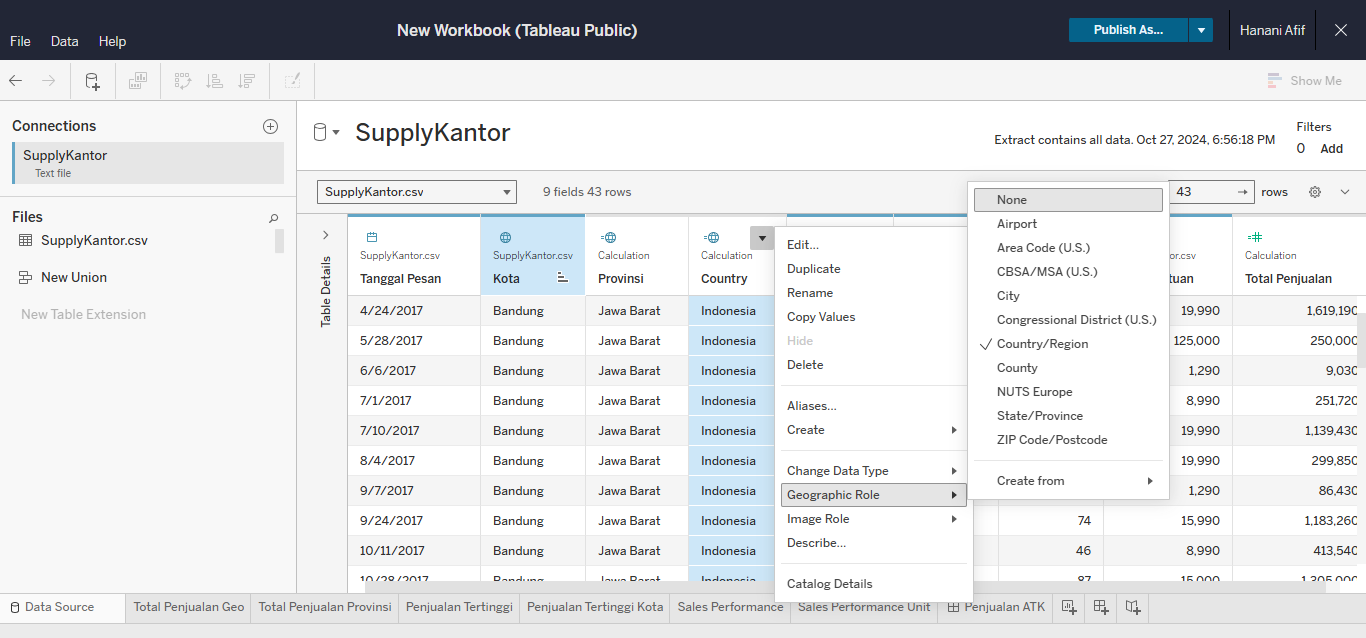 New Workbook (Tableau Public)
Publish As...
Hanani Afif
File Data Help
Show Me
Connections
SupplyKantor
Text file
Files
SupplyKantor.csv
New Union
New Table Extension
SupplyKantor
Extract contains all data. Oct 27, 2024, 6:56:18 PM
Filters
0 Add
SupplyKantor.csv
9 fields 43 rows
43 rows
Table Details
SupplyKantor.csv SupplyKantor.csv Calculation Calculation or.csv Calculation
Tanggal Pesan Kota Provinsi Country tuan Total Penjualan
4/24/2017 Bandung Jawa Barat Indonesia 19,990 1,619,190
5/28/2017 Bandung Jawa Barat Indonesia 125,000 250,000
6/6/2017 Bandung Jawa Barat Indonesia 1,290 9,030
7/1/2017 Bandung Jawa Barat Indonesia 8,990 251,720
7/10/2017 Bandung Jawa Barat Indonesia 19,990 1,139,430
8/4/2017 Bandung Jawa Barat Indonesia 19,990 299,850
9/7/2017 Bandung Jawa Barat Indonesia 1,290 86,430
9/24/2017 Bandung Jawa Barat Indonesia 74 15,990 1,183,260
10/11/2017 Bandung Jawa Barat Indonesia 46 8,990 413,540
10/28/2017 Bandung Jawa Barat Indonesia 87 15,000 1,305,000
Edit...
Duplicate
Rename
Copy Values
Hide
Delete
Aliases...
Create
Change Data Type
Geographic Role
Image Role
Describe...
Catalog Details
None
Airport
Area Code (U.S.)
CBSA/MSA (U.S.)
City
Congressional District (U.S.)
Country/Region
County
NUTS Europe
State/Province
ZIP Code/Postcode
Create from
Data Source Total Penjualan Geo Total Penjualan Provinsi Penjualan Tertinggi Penjualan Tertinggi Kota Sales Performance Sales Performance Unit Penjualan ATK